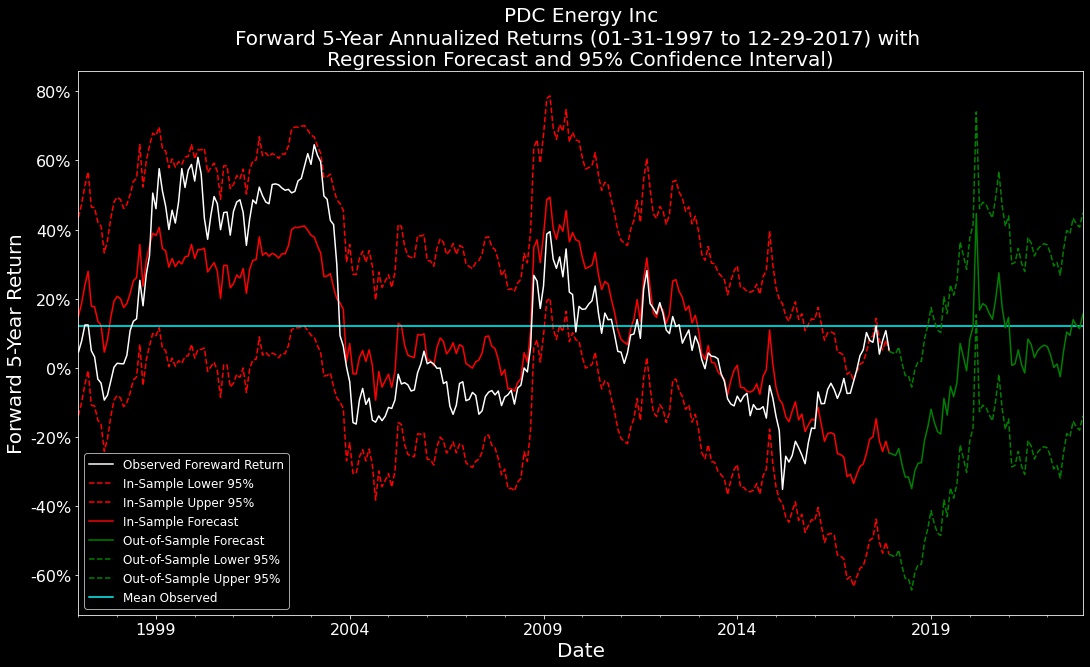 PDC Energy Inc
Forward 5-Year Annualized Returns (01-31-1997 to 12-29-2017) with
Regression Forecast and 95% Confidence Interval)
Forward 5-Year Return
80%
60%
40%
20%
0%
-20%
-40%
-60%
Observed Foreward Return
In-Sample Lower 95%
In-Sample Upper 95%
In-Sample Forecast
Out-of-Sample Forecast
Out-of-Sample Lower 95%
Out-of-Sample Upper 95%
Mean Observed
1999
2004
2009
2014
2019
Date